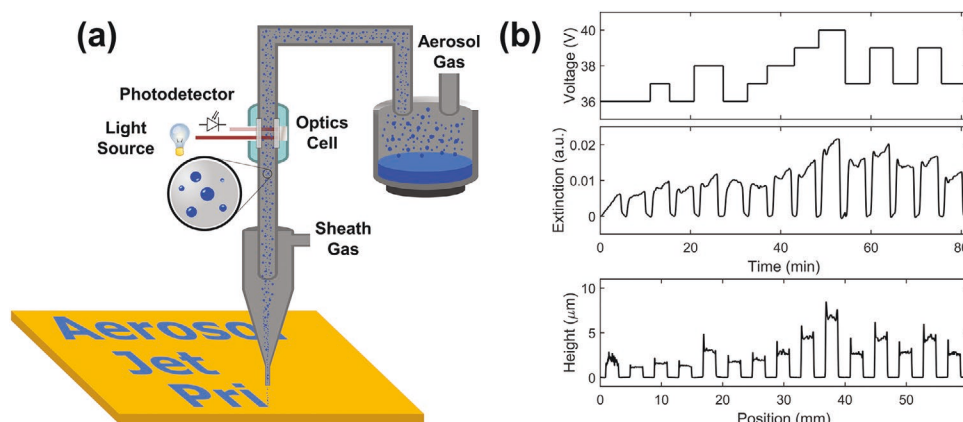 (a)
Aerosol
Gas
Photodetector
Light
Source
Optics
Cell
Sheath
Gas
Aerosol
Jet
Pri
(b)
Voltage (V)
40
38
36
Extinction (a.u.)
0.02
0.01
0
0 20 40 60 80
Time (min)
Height (μm)
10
5
0
0 10 20 30 40 50
Position (mm)